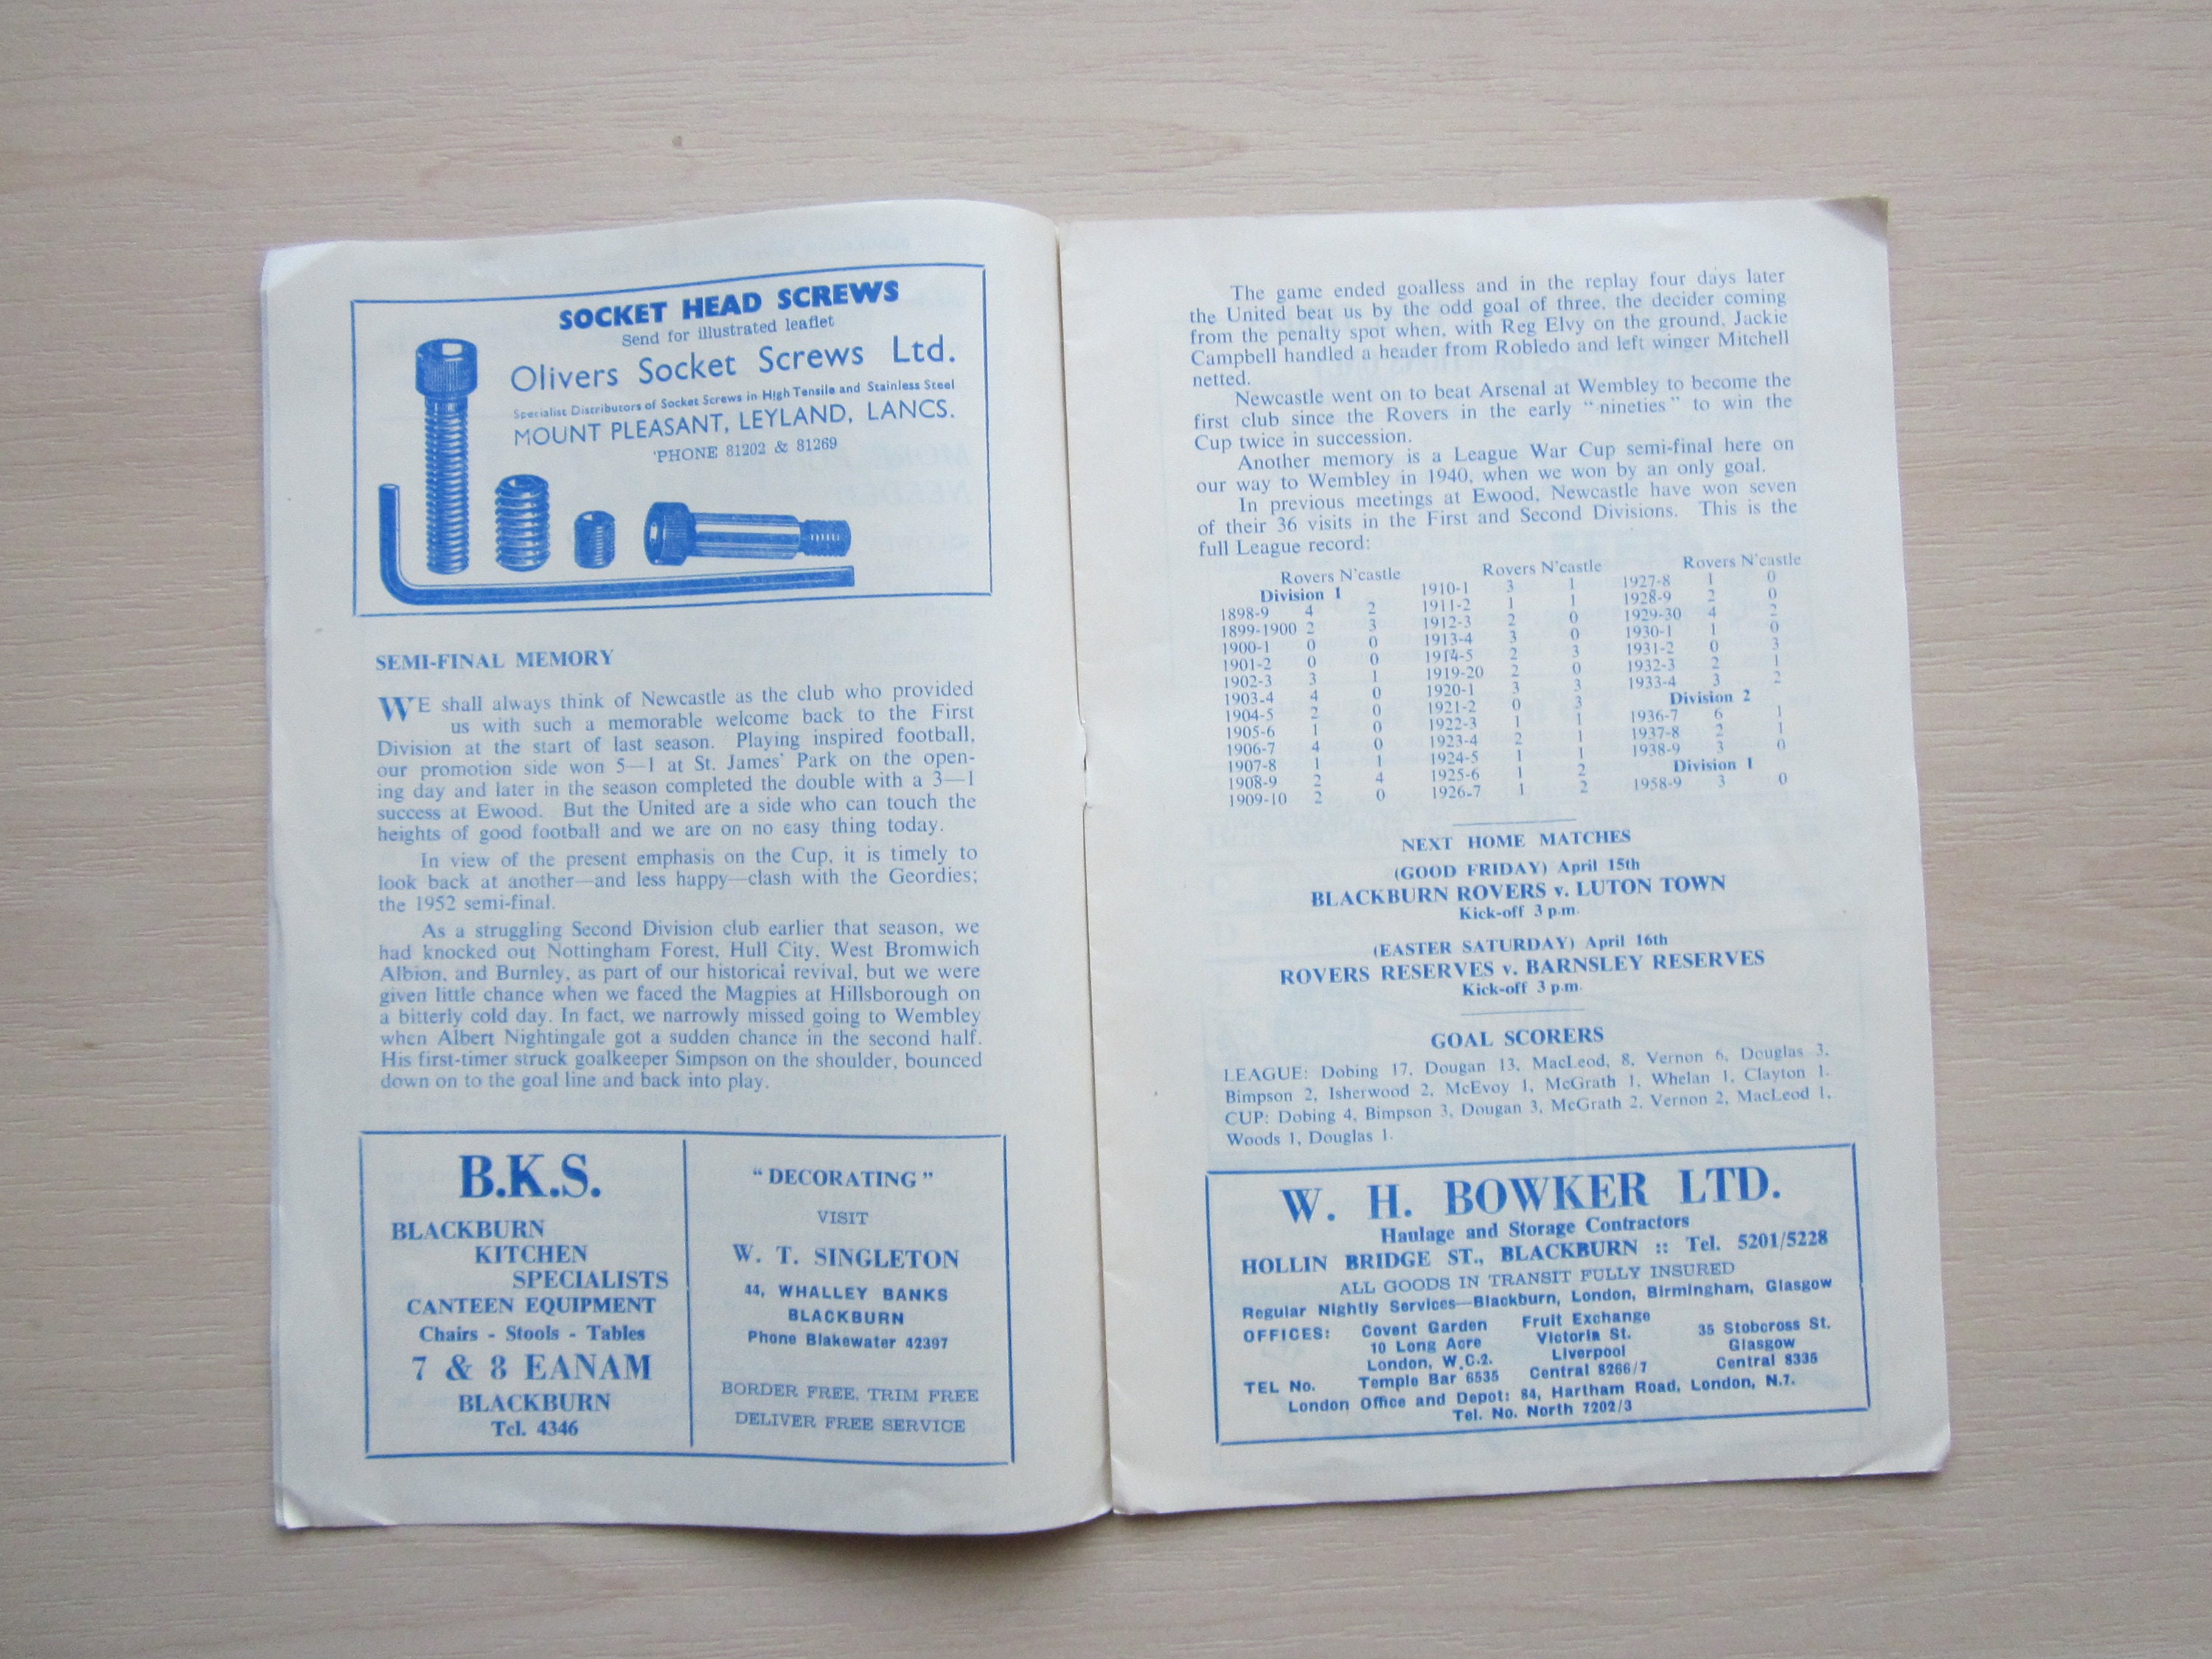 SOCKET HEAD SCREWS
Send for illustrated leaflet
Olivers Socket Screws Ltd.
Specialist Distributors of Socket Screws in High Tensile and Stainless Steel
MOUNT PLEASANT, LEYLAND, LANCS.
'PHONE 81202 & 81269
SEMI-FINAL MEMORY
WE shall always think of Newcastle as the club who provided
us with such a memorable welcome back to the First
Division at the start of last season. Playing inspired football,
our promotion side won 5—1 at St. James' Park on the open-
ing day and later in the season completed the double with a 3—1
success at Ewood. But the United are a side who can touch the
heights of good football and we are on no easy thing today.
In view of the present emphasis on the Cup, it is timely to
look back at another—and less happy—clash with the Geordies;
the 1952 semi-final.
As a struggling Second Division club earlier that season, we
had knocked out Nottingham Forest, Hull City, West Bromwich
Albion, and Burnley, as part of our historical revival, but we were
given little chance when we faced the Magpies at Hillsborough on
a bitterly cold day. In fact, we narrowly missed going to Wembley
when Albert Nightingale got a sudden chance in the second half.
His first-timer struck goalkeeper Simpson on the shoulder, bounced
down on to the goal line and back into play.
B.K.S.
BLACKBURN
KITCHEN
SPECIALISTS
CANTEEN EQUIPMENT
Chairs - Stools - Tables
7 & 8 EANAM
BLACKBURN
Tel. 4346
"DECORATING"
VISIT
W. T. SINGLETON
44, WHALLEY BANKS
BLACKBURN
Phone Blakewater 42397
BORDER FREE, TRIM FREE
DELIVER FREE SERVICE
The game ended goalless and in the replay four days later
the United beat us by the odd goal of three, the decider coming
from the penalty spot when, with Reg Elvy on the ground, Jackie
Campbell handled a header from Robledo and left winger Mitchell
netted.
Newcastle went on to beat Arsenal at Wembley to become the
first club since the Rovers in the early "nineties" to win the
Cup twice in succession.
Another memory is a League War Cup semi-final here on
our way to Wembley in 1940, when we won by an only goal.
In previous meetings at Ewood, Newcastle have won seven
of their 36 visits in the First and Second Divisions. This is the
full League record:
Rovers N'castle
Division 1
1898-9 4 2
1899-1900 2 3
1900-1 0 0
1901-2 0 0
1902-3 3 1
1903-4 4 0
1904-5 2 0
1905-6 1 0
1906-7 4 0
1907-8 1 1
1908-9 2 4
1909-10 2 0
Rovers N'castle
1910-1 3 1
1911-2 1 1
1912-3 2 0
1913-4 3 0
1914-5 2 3
1919-20 2 0
1920-1 3 3
1921-2 0 3
1922-3 1 1
1923-4 2 1
1924-5 1 1
1925-6 1 2
1926-7 1 2
Rovers N'castle
1927-8 1 0
1928-9 2 0
1929-30 4 2
1930-1 1 0
1931-2 0 3
1932-3 2 1
1933-4 3 2
Division 2
1936-7 6 1
1937-8 2 1
1938-9 3 0
Division 1
1958-9 3 0
NEXT HOME MATCHES
(GOOD FRIDAY) April 15th
BLACKBURN ROVERS v. LUTON TOWN
Kick-off 3 p.m.
(EASTER SATURDAY) April 16th
ROVERS RESERVES v. BARNSLEY RESERVES
Kick-off 3 p.m.
GOAL SCORERS
LEAGUE: Dobing 17, Dougan 13, MacLeod, 8, Vernon 6, Douglas 3,
Bimpson 2, Isherwood 2, McEvoy 1, McGrath 1, Whelan 1, Clayton 1.
CUP: Dobing 4, Bimpson 3, Dougan 3, McGrath 2, Vernon 2, MacLeod 1,
Woods 1, Douglas 1.
W. H. BOWKER LTD.
Haulage and Storage Contractors
HOLLIN BRIDGE ST., BLACKBURN :: Tel. 5201/5228
ALL GOODS IN TRANSIT FULLY INSURED
Regular Nightly Services—Blackburn, London, Birmingham, Glasgow
OFFICES: Covent Garden Fruit Exchange 35 Stobcross St.
10 Long Acre Victoria St. Glasgow
London, W.C.2. Liverpool Central 8335
TEL No. Temple Bar 6535 Central 8266/7
London Office and Depot: 84, Hartham Road, London, N.7.
Tel. No. North 7202/3